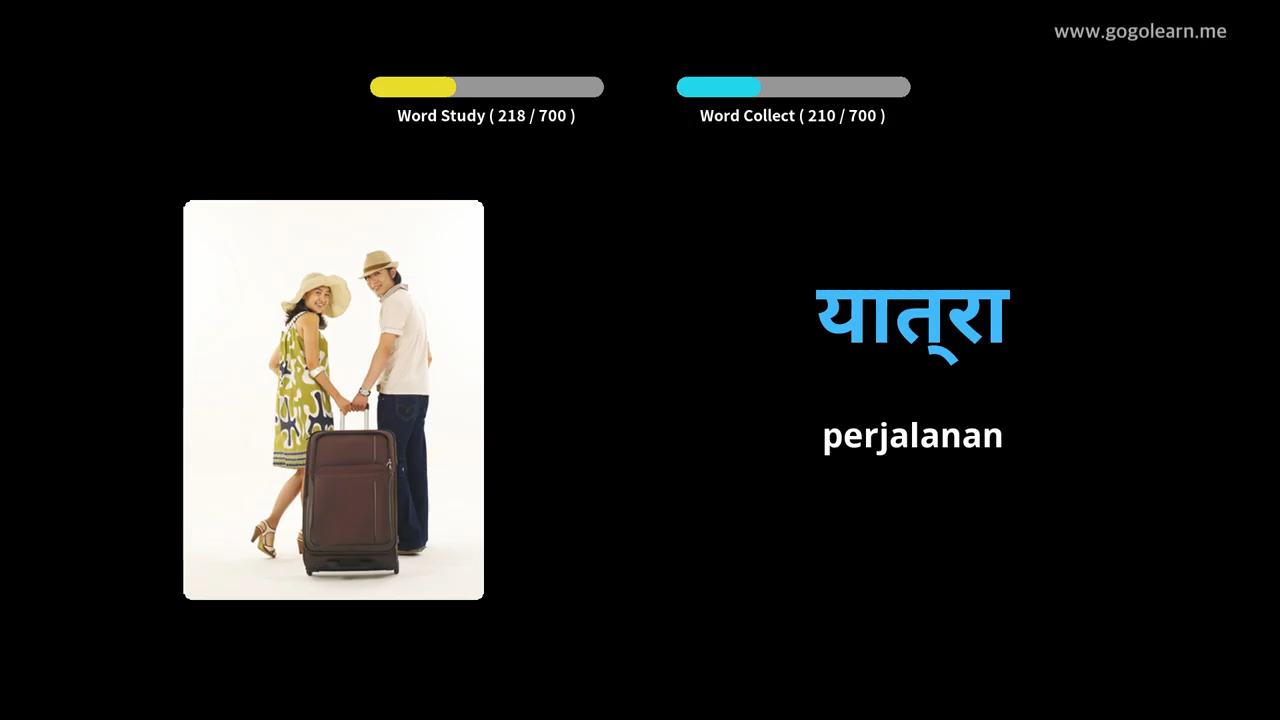 www.gogolearn.me
Word Study ( 218 / 700 )
Word Collect ( 210 / 700 )
यात्‌रा
perjalanan